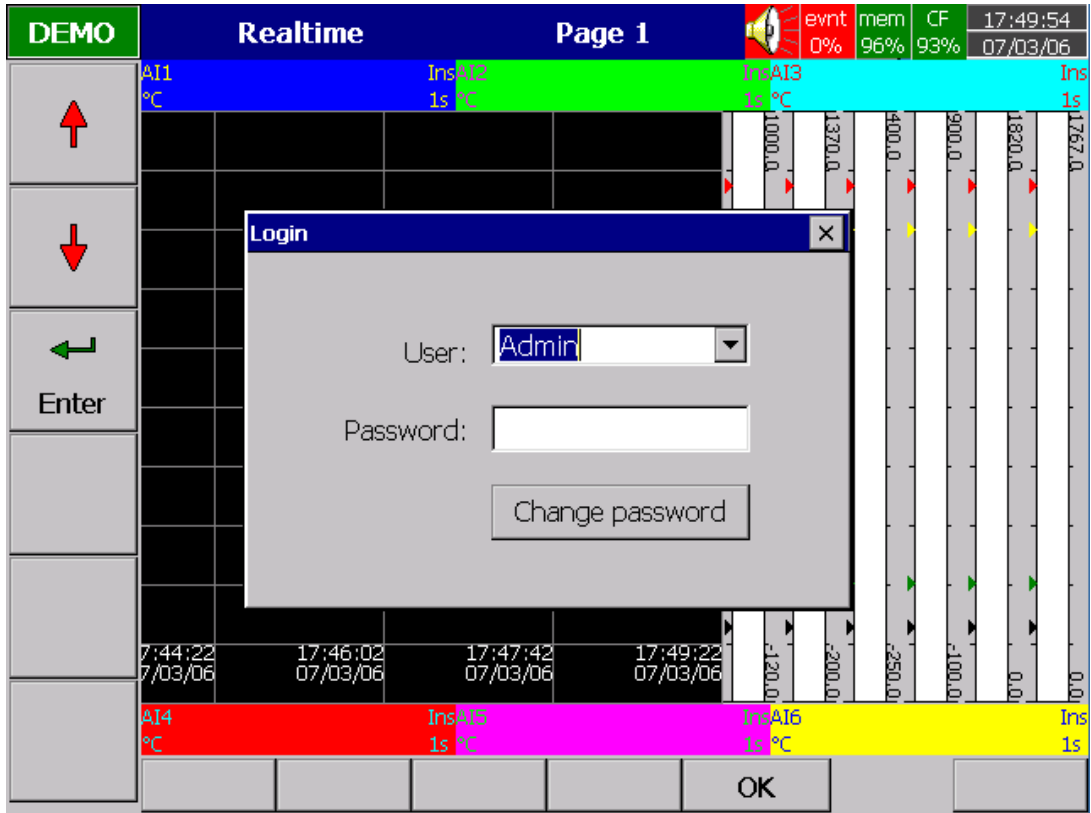 DEMO Realtime Page 1 evnt mem CF 17:49:54
0% 96% 93% 07/03/06
AI1 Ins AI2 Ins AI3 Ins
°C 1s °C 1s °C 1s
1000.0 1370.0 400.0 900.0 1820.0 1767.0
Login
User: Admin
Password:
Change password
Enter
7:44:22 17:46:02 17:47:42 17:49:22
7/03/06 07/03/06 07/03/06 07/03/06
-120.0 -200.0 -250.0 -100.0 0.0 0.0
AI4 Ins AI5 Ins AI6 Ins
°C 1s °C 1s °C 1s
OK